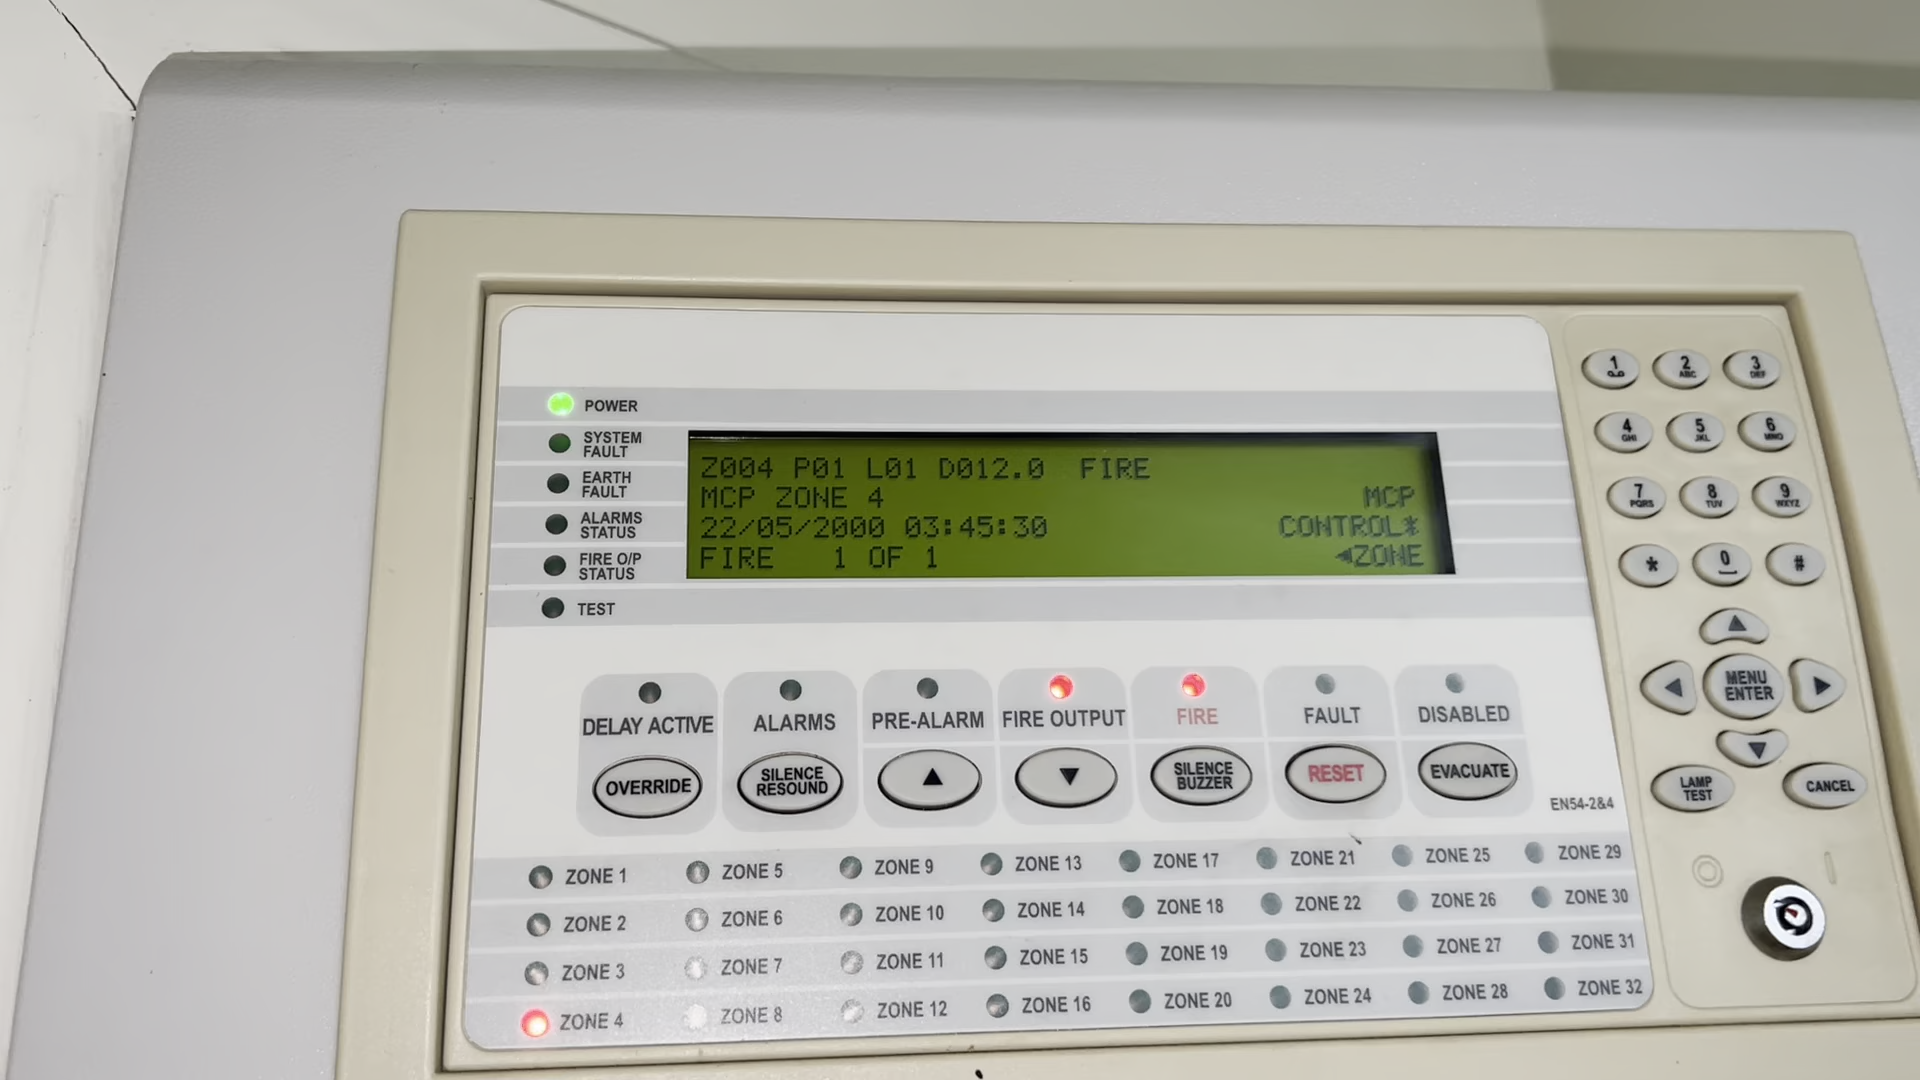 POWER
SYSTEM
FAULT
EARTH
FAULT
ALARMS
STATUS
FIRE O/P
STATUS
TEST
Z004 P01 L01 D012.0 FIRE
MCP ZONE 4 MCP
22/05/2000 03:45:30 CONTROL*
FIRE 1 OF 1 ◄ZONE
DELAY ACTIVE
ALARMS
PRE-ALARM
FIRE OUTPUT
FIRE
FAULT
DISABLED
OVERRIDE
SILENCE
RESOUND
▲
▼
SILENCE
BUZZER
RESET
EVACUATE
EN54-2&4
ZONE 1 ZONE 5 ZONE 9 ZONE 13 ZONE 17 ZONE 21 ZONE 25 ZONE 29
ZONE 2 ZONE 6 ZONE 10 ZONE 14 ZONE 18 ZONE 22 ZONE 26 ZONE 30
ZONE 3 ZONE 7 ZONE 11 ZONE 15 ZONE 19 ZONE 23 ZONE 27 ZONE 31
ZONE 4 ZONE 8 ZONE 12 ZONE 16 ZONE 20 ZONE 24 ZONE 28 ZONE 32
1 2 3
ABC DEF
4 5 6
GHI JKL MNO
7 8 9
PQRS TUV WXYZ
* 0 #
▲
◄ MENU ►
ENTER
▼
LAMP
TEST
CANCEL